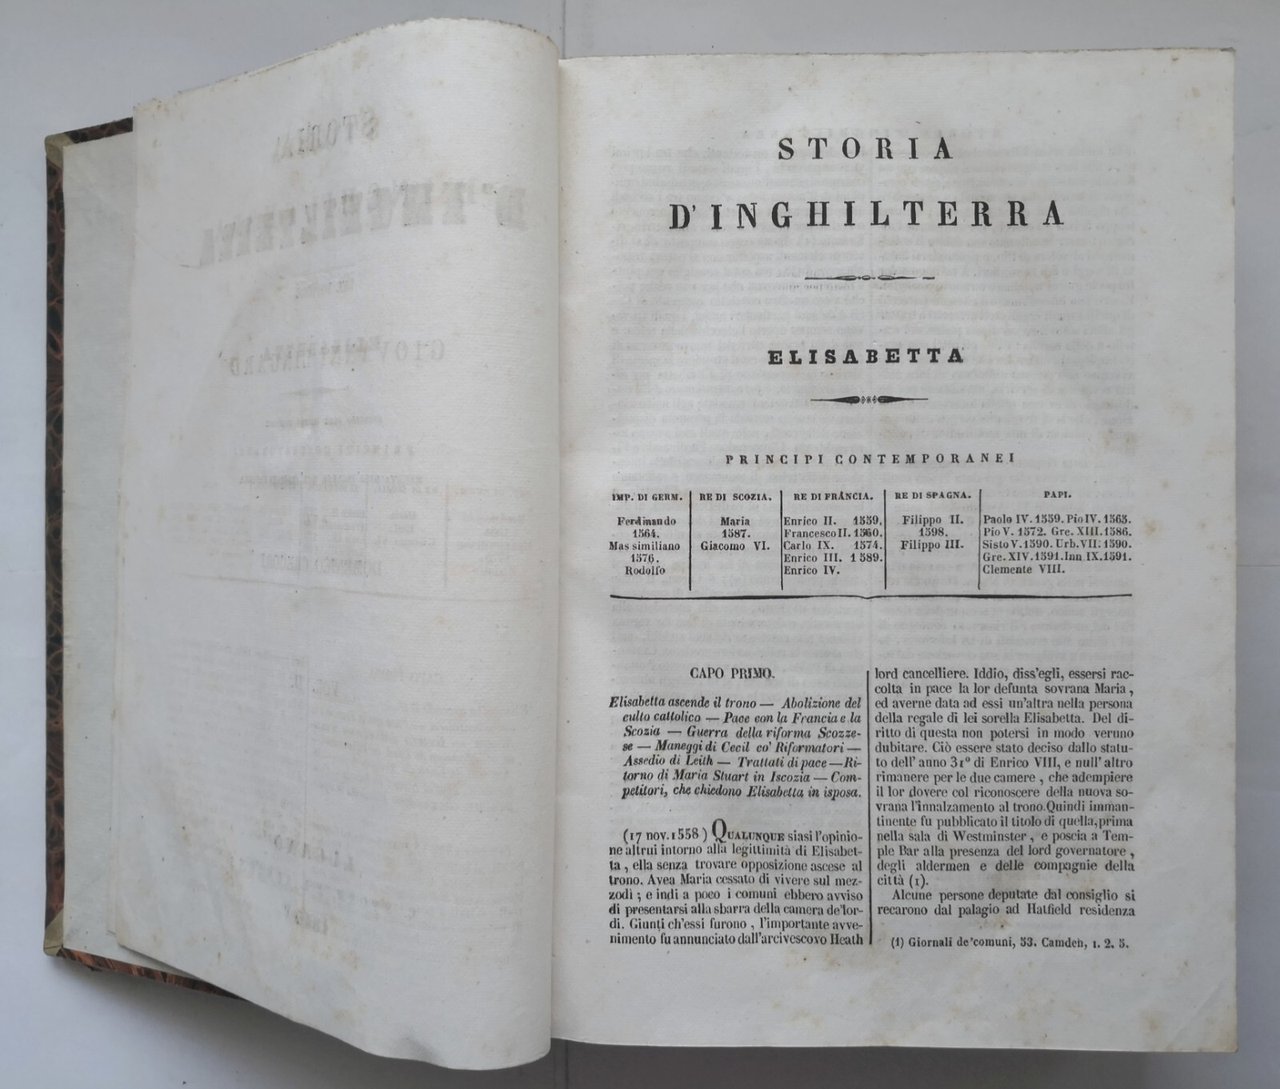 STORIA
D'INGHILTERRA
ELISABETTA
PRINCIPI CONTEMPORANEI
IMP. DI GERM.
Ferdinando
1564.
Massimiliano
1576.
Rodolfo
RE DI SCOZIA.
Maria
1587.
Giacomo VI.
RE DI FRANCIA.
Enrico II. 1559.
Francesco II. 1560.
Carlo IX. 1574.
Enrico III. 1589.
Enrico IV.
RE DI SPAGNA.
Filippo II.
1598.
Filippo III.
PAPI.
Paolo IV. 1559. Pio IV. 1565.
Pio V. 1572. Gre. XIII. 1586.
Sisto V. 1590. Urb. VII. 1590.
Gre. XIV. 1591. Inn IX. 1591.
Clemente VIII.
CAPO PRIMO.
Elisabetta ascende il trono — Abolizione del
culto cattolico — Pace con la Francia e la
Scozia — Guerra della riforma Scozze-
se — Maneggi di Cecil co' Riformatori —
Assedio di Leith — Trattati di pace — Ri-
torno di Maria Stuart in Iscozia — Com-
petitori, che chiedono Elisabetta in isposa.
(17 nov. 1558) QUALUNQUE siasi l'opinio-
ne altrui intorno alla legittimità di Elisabet-
ta, ella senza trovare opposizione ascese al
trono. Avea Maria cessato di vivere sul mez-
zodì; e indi a poco i comuni ebbero avviso
di presentarsi alla sbarra della camera de'lor-
di. Giunti ch'essi furono, l'importante avve-
nimento fu annunciato dall'arcivescovo Heath
lord cancelliere. Iddio, diss'egli, essersi rac-
colta in pace la lor defunta sovrana Maria,
ed averne data ad essi un'altra nella persona
della regale di lei sorella Elisabetta. Del di-
ritto di questa non potersi in modo veruno
dubitare. Ciò essere stato deciso dallo statu-
to dell'anno 31º di Enrico VIII, e null'altro
rimanere per le due camere, che adempiere
il lor dovere col riconoscere della nuova so-
vrana l'innalzamento al trono. Quindi imman-
tinente fu pubblicato il titolo di quella, prima
nella sala di Westminster, e poscia a Tem-
ple Bar alla presenza del lord governatore,
degli aldermen e delle compagnie della
città (1).
Alcune persone deputate dal consiglio si
recarono dal palagio ad Hatfield residenza
(1) Giornali de'comuni, 53. Camden, 1. 2. 5.